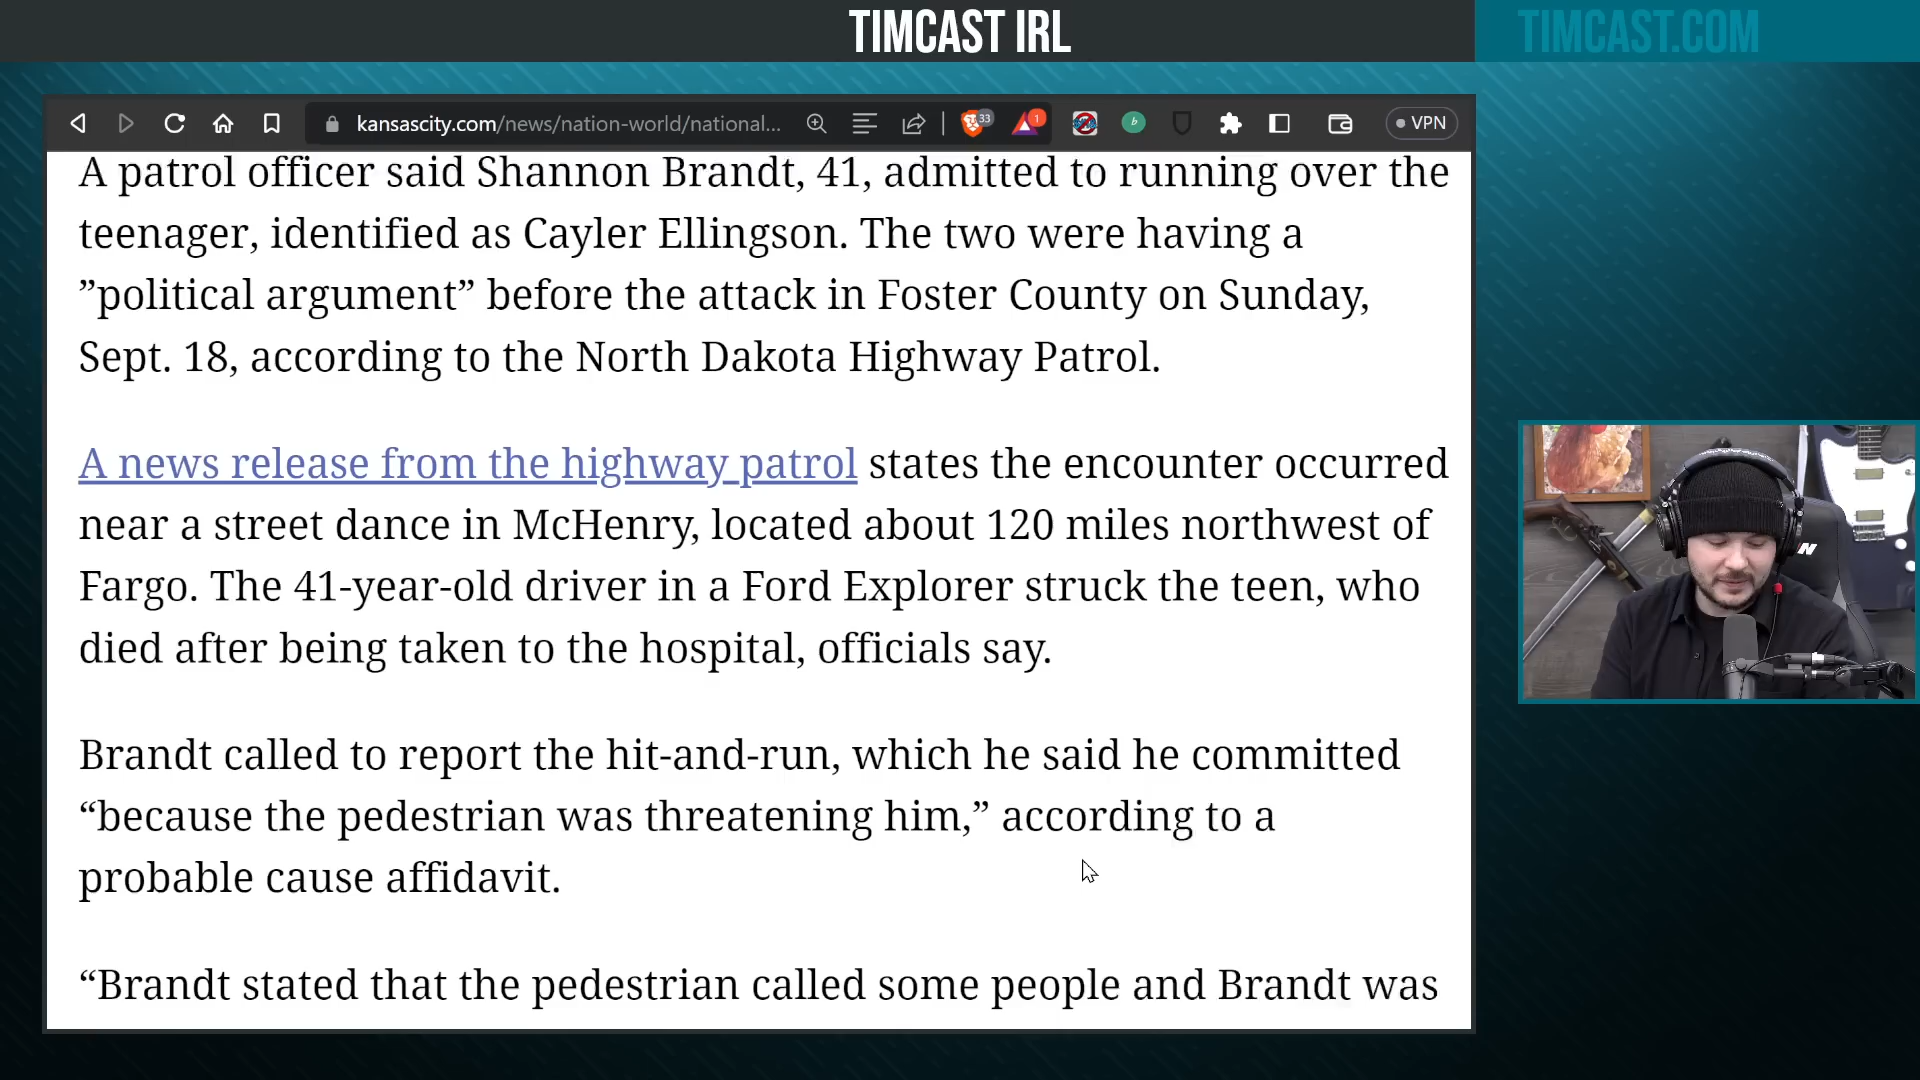 TIMCAST IRL
TIMCAST.COM
kansascity.com/news/nation-world/national...
33
1
b
VPN
A patrol officer said Shannon Brandt, 41, admitted to running over the
teenager, identified as Cayler Ellingson. The two were having a
”political argument” before the attack in Foster County on Sunday,
Sept. 18, according to the North Dakota Highway Patrol.
A news release from the highway patrol states the encounter occurred
near a street dance in McHenry, located about 120 miles northwest of
Fargo. The 41-year-old driver in a Ford Explorer struck the teen, who
died after being taken to the hospital, officials say.
Brandt called to report the hit-and-run, which he said he committed
“because the pedestrian was threatening him,” according to a
probable cause affidavit.
“Brandt stated that the pedestrian called some people and Brandt was